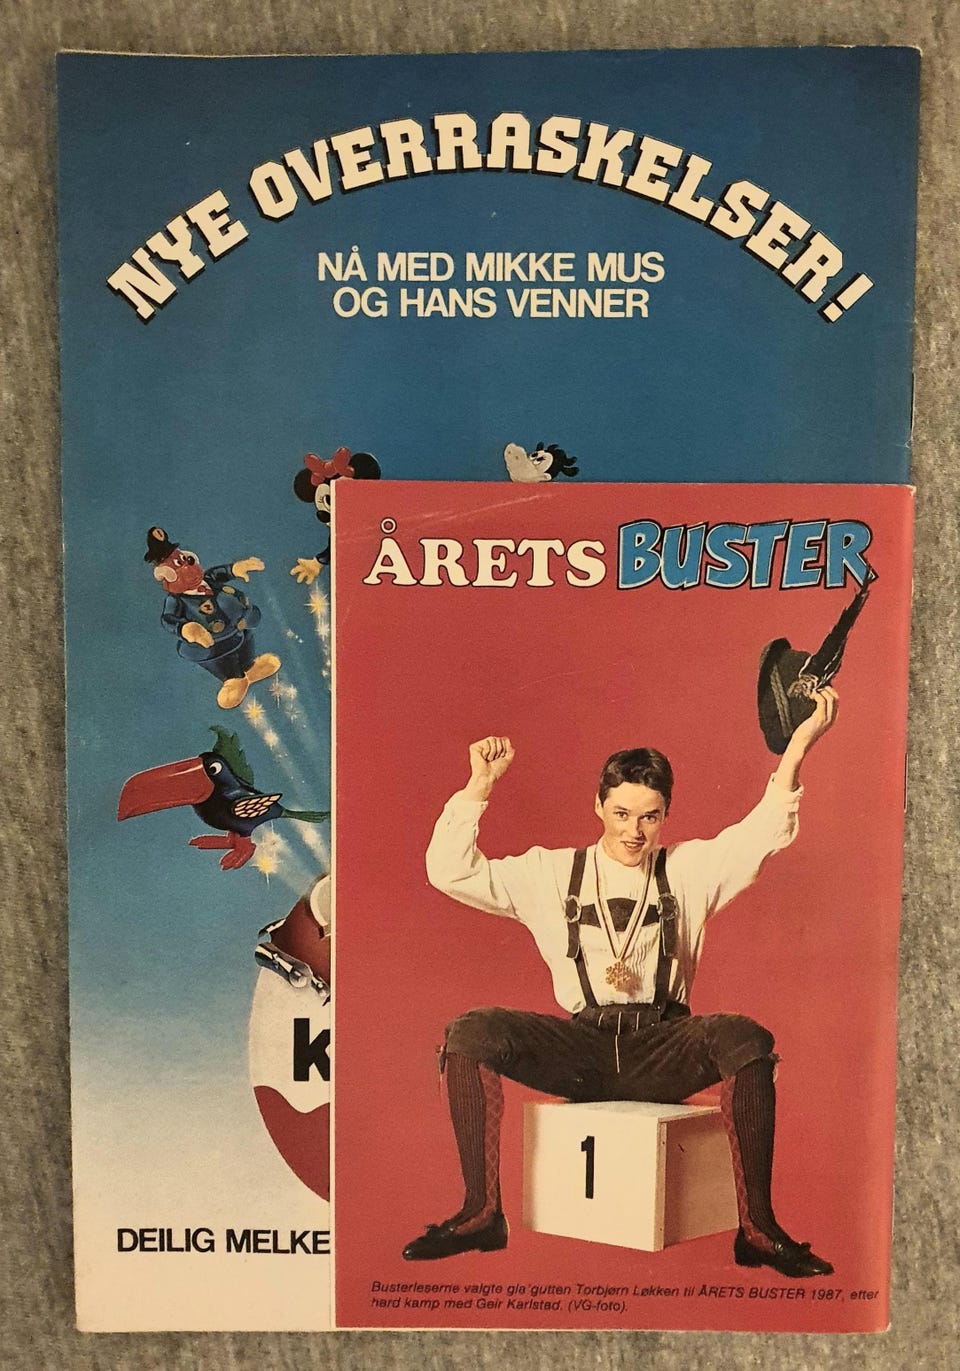 NYE OVERRASKELSER!
NÅ MED MIKKE MUS
OG HANS VENNER
ÅRETS BUSTER
K
1
DEILIG MELKE
Busterleserne valgte gla'gutten Torbjørn Løkken til ÅRETS BUSTER 1987, etter
hard kamp med Geir Karlstad. (VG-foto).